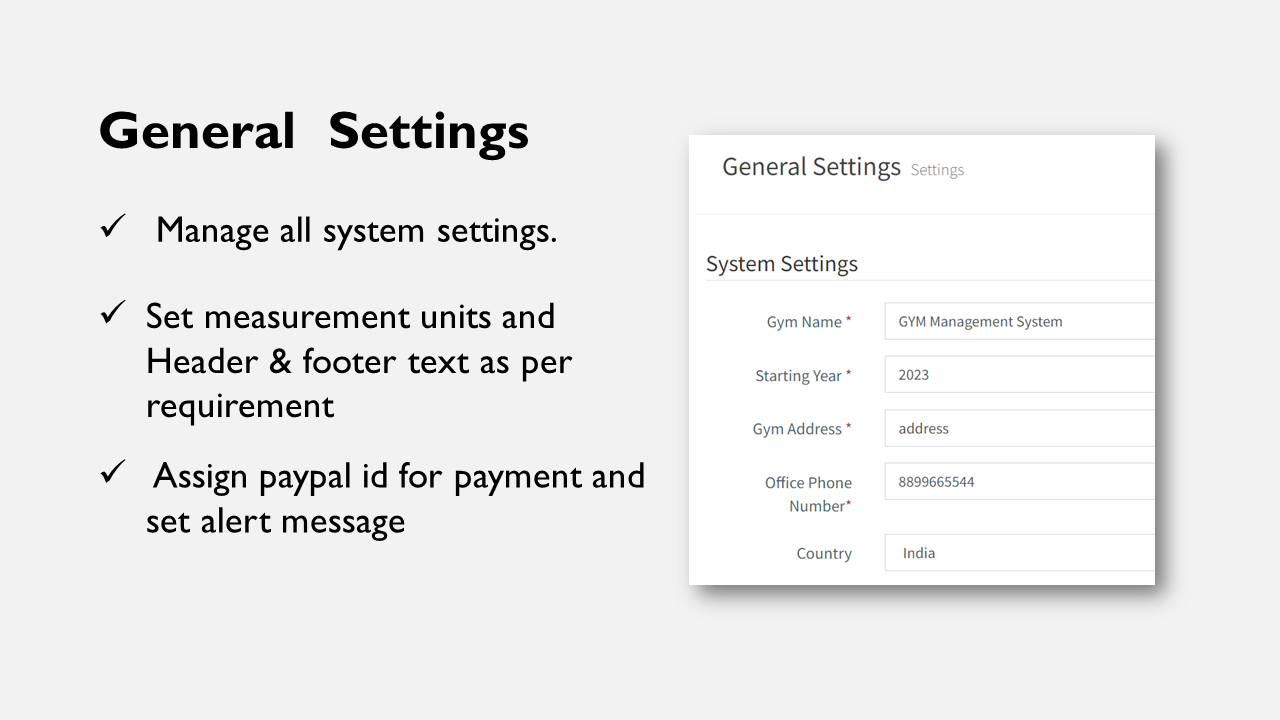 General Settings
✓ Manage all system settings.
✓ Set measurement units and
Header & footer text as per
requirement
✓ Assign paypal id for payment and
set alert message
General Settings Settings
System Settings
Gym Name * GYM Management System
Starting Year * 2023
Gym Address * address
Office Phone 8899665544
Number*
Country India